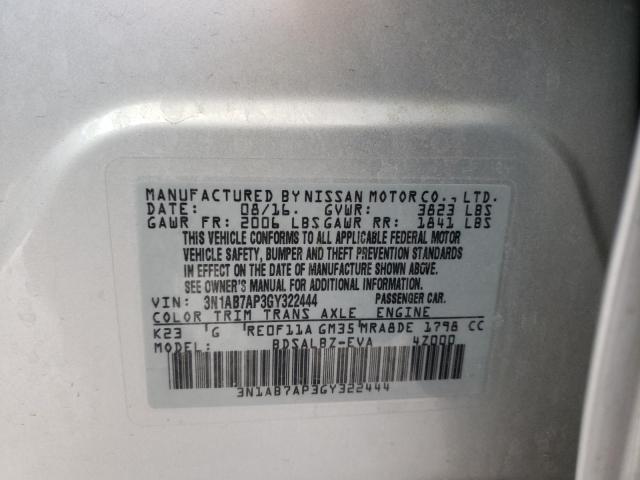 MANUFACTURED BY NISSAN MOTOR CO., LTD.
DATE: 08/16. GVWR: 3823 LBS
GAWR FR: 2006 LBS GAWR RR: 1841 LBS
THIS VEHICLE CONFORMS TO ALL APPLICABLE FEDERAL MOTOR
VEHICLE SAFETY, BUMPER AND THEFT PREVENTION STANDARDS
IN EFFECT ON THE DATE OF MANUFACTURE SHOWN ABOVE.
SEE OWNER'S MANUAL FOR ADDITIONAL INFORMATION.
VIN: 3N1AB7AP3GY322444 PASSENGER CAR.
COLOR TRIM TRANS AXLE ENGINE
K23 G RE0F11A GM35 MRA8DE 1798 CC
MODEL: BDSALBZ-EVA 4Z000
3N1AB7AP3GY322444